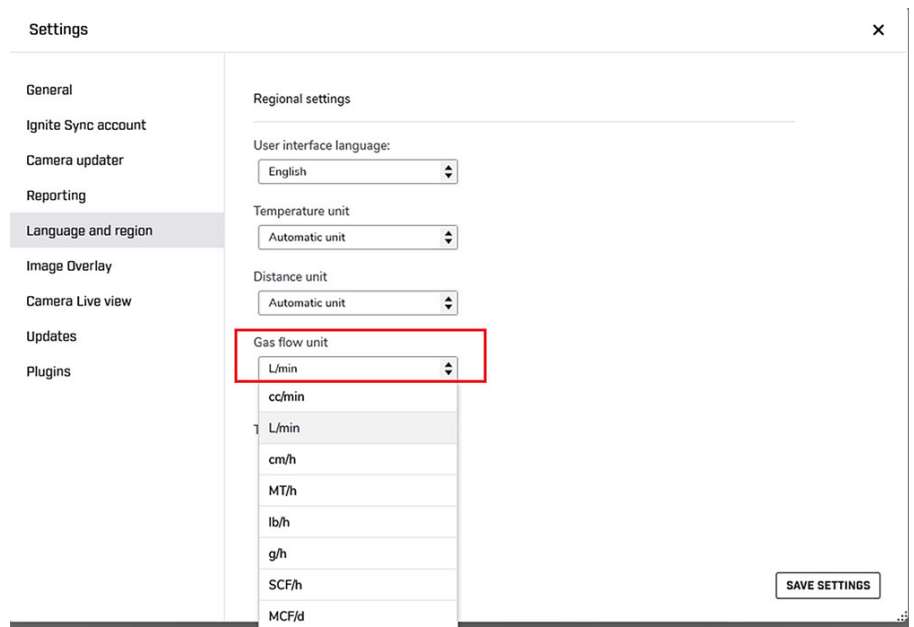 Settings
General
Ignite Sync account
Camera updater
Reporting
Language and region
Image Overlay
Camera Live view
Updates
Plugins
Regional settings
User interface language:
English
Temperature unit
Automatic unit
Distance unit
Automatic unit
Gas flow unit
L/min
cc/min
L/min
cm/h
MT/h
lb/h
g/h
SCF/h
MCF/d
SAVE SETTINGS